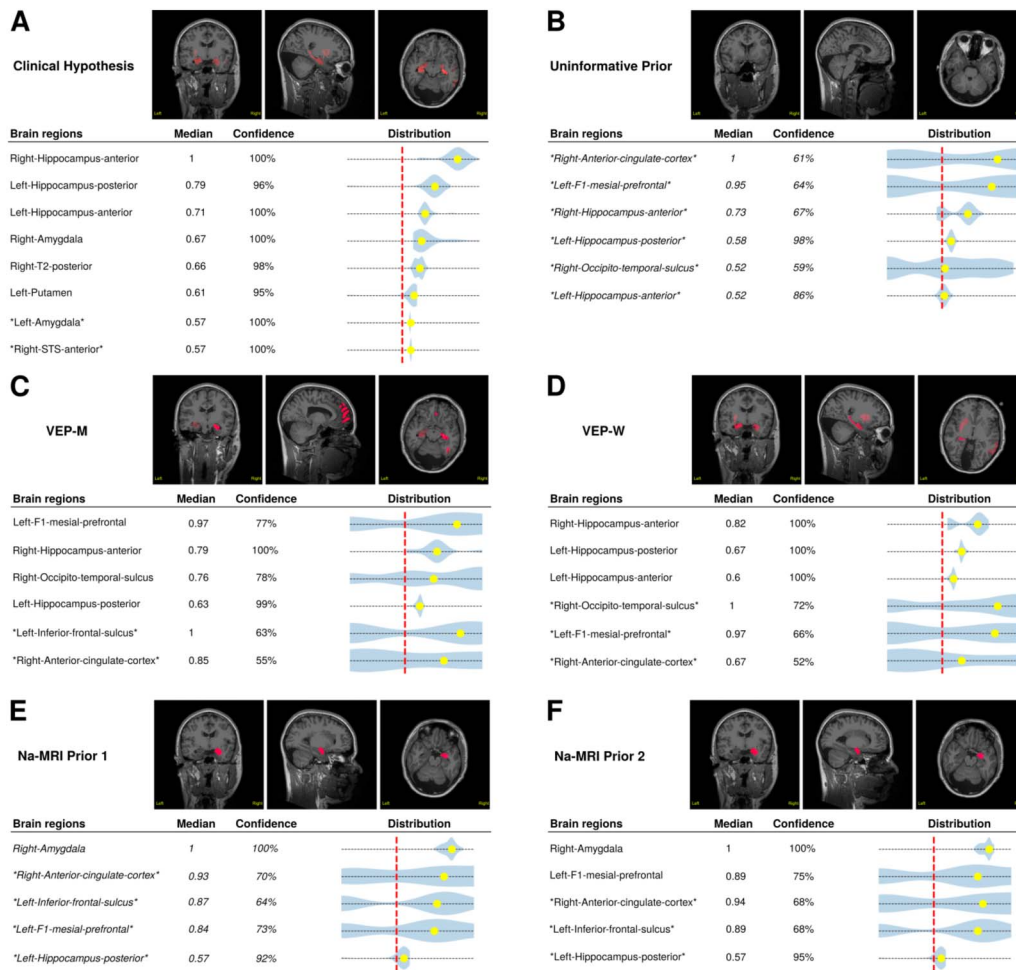 A
Clinical Hypothesis
Left Right
Brain regions Median Confidence Distribution
Right-Hippocampus-anterior 1 100%
Left-Hippocampus-posterior 0.79 96%
Left-Hippocampus-anterior 0.71 100%
Right-Amygdala 0.67 100%
Right-T2-posterior 0.66 98%
Left-Putamen 0.61 95%
*Left-Amygdala* 0.57 100%
*Right-STS-anterior* 0.57 100%
B
Uninformative Prior
Left Right
Brain regions Median Confidence Distribution
*Right-Anterior-cingulate-cortex* 1 61%
*Left-F1-mesial-prefrontal* 0.95 64%
*Right-Hippocampus-anterior* 0.73 67%
*Left-Hippocampus-posterior* 0.58 98%
*Right-Occipito-temporal-sulcus* 0.52 59%
*Left-Hippocampus-anterior* 0.52 86%
C
VEP-M
Left Right
Brain regions Median Confidence Distribution
Left-F1-mesial-prefrontal 0.97 77%
Right-Hippocampus-anterior 0.79 100%
Right-Occipito-temporal-sulcus 0.76 78%
Left-Hippocampus-posterior 0.63 99%
*Left-Inferior-frontal-sulcus* 1 63%
*Right-Anterior-cingulate-cortex* 0.85 55%
D
VEP-W
Left Right
Brain regions Median Confidence Distribution
Right-Hippocampus-anterior 0.82 100%
Left-Hippocampus-posterior 0.67 100%
Left-Hippocampus-anterior 0.6 100%
*Right-Occipito-temporal-sulcus* 1 72%
*Left-F1-mesial-prefrontal* 0.97 66%
*Right-Anterior-cingulate-cortex* 0.67 52%
E
Na-MRI Prior 1
Left Right
Brain regions Median Confidence Distribution
Right-Amygdala 1 100%
*Right-Anterior-cingulate-cortex* 0.93 70%
*Left-Inferior-frontal-sulcus* 0.87 64%
*Left-F1-mesial-prefrontal* 0.84 73%
*Left-Hippocampus-posterior* 0.57 92%
F
Na-MRI Prior 2
Left Right
Brain regions Median Confidence Distribution
Right-Amygdala 1 100%
Left-F1-mesial-prefrontal 0.89 75%
*Right-Anterior-cingulate-cortex* 0.94 68%
*Left-Inferior-frontal-sulcus* 0.89 68%
*Left-Hippocampus-posterior* 0.57 95%